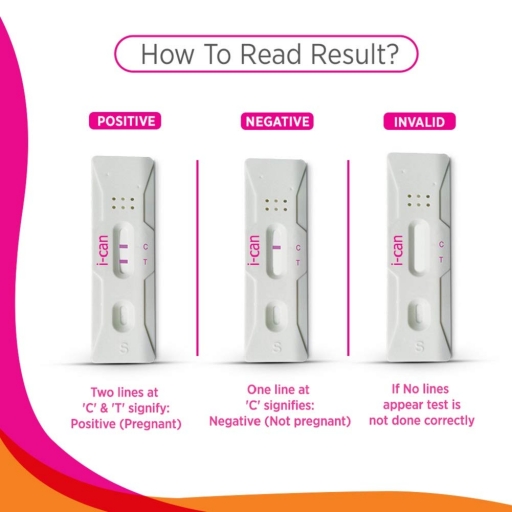 How To Read Result?
POSITIVE
NEGATIVE
INVALID
i-can
C
T
S
i-can
C
T
S
i-can
C
T
S
Two lines at
'C' & 'T' signify:
Positive (Pregnant)
One line at
'C' signifies:
Negative (Not pregnant)
If No lines
appear test is
not done correctly